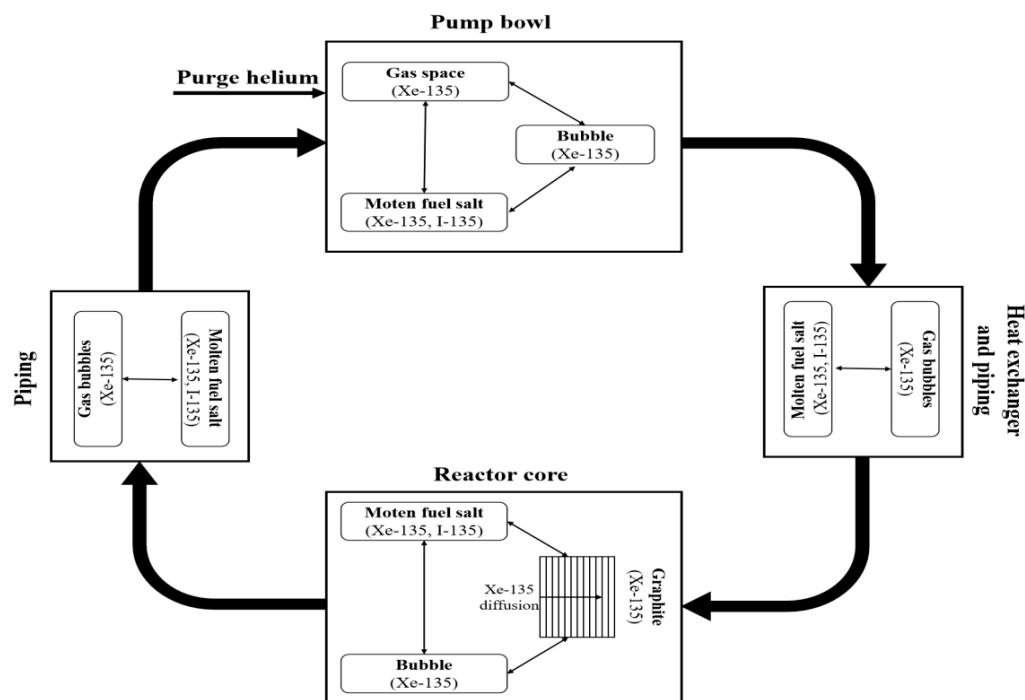 Pump bowl
Purge helium
Gas space
(Xe-135)
Bubble
(Xe-135)
Moten fuel salt
(Xe-135, I-135)
Piping
Gas bubbles
(Xe-135)
Molten fuel salt
(Xe-135, I-135)
Molten fuel salt
(Xe-135, I-135)
Gas bubbles
(Xe-135)
Heat exchanger
and piping
Reactor core
Moten fuel salt
(Xe-135, I-135)
Xe-135
diffusion
Graphite
(Xe-135)
Bubble
(Xe-135)